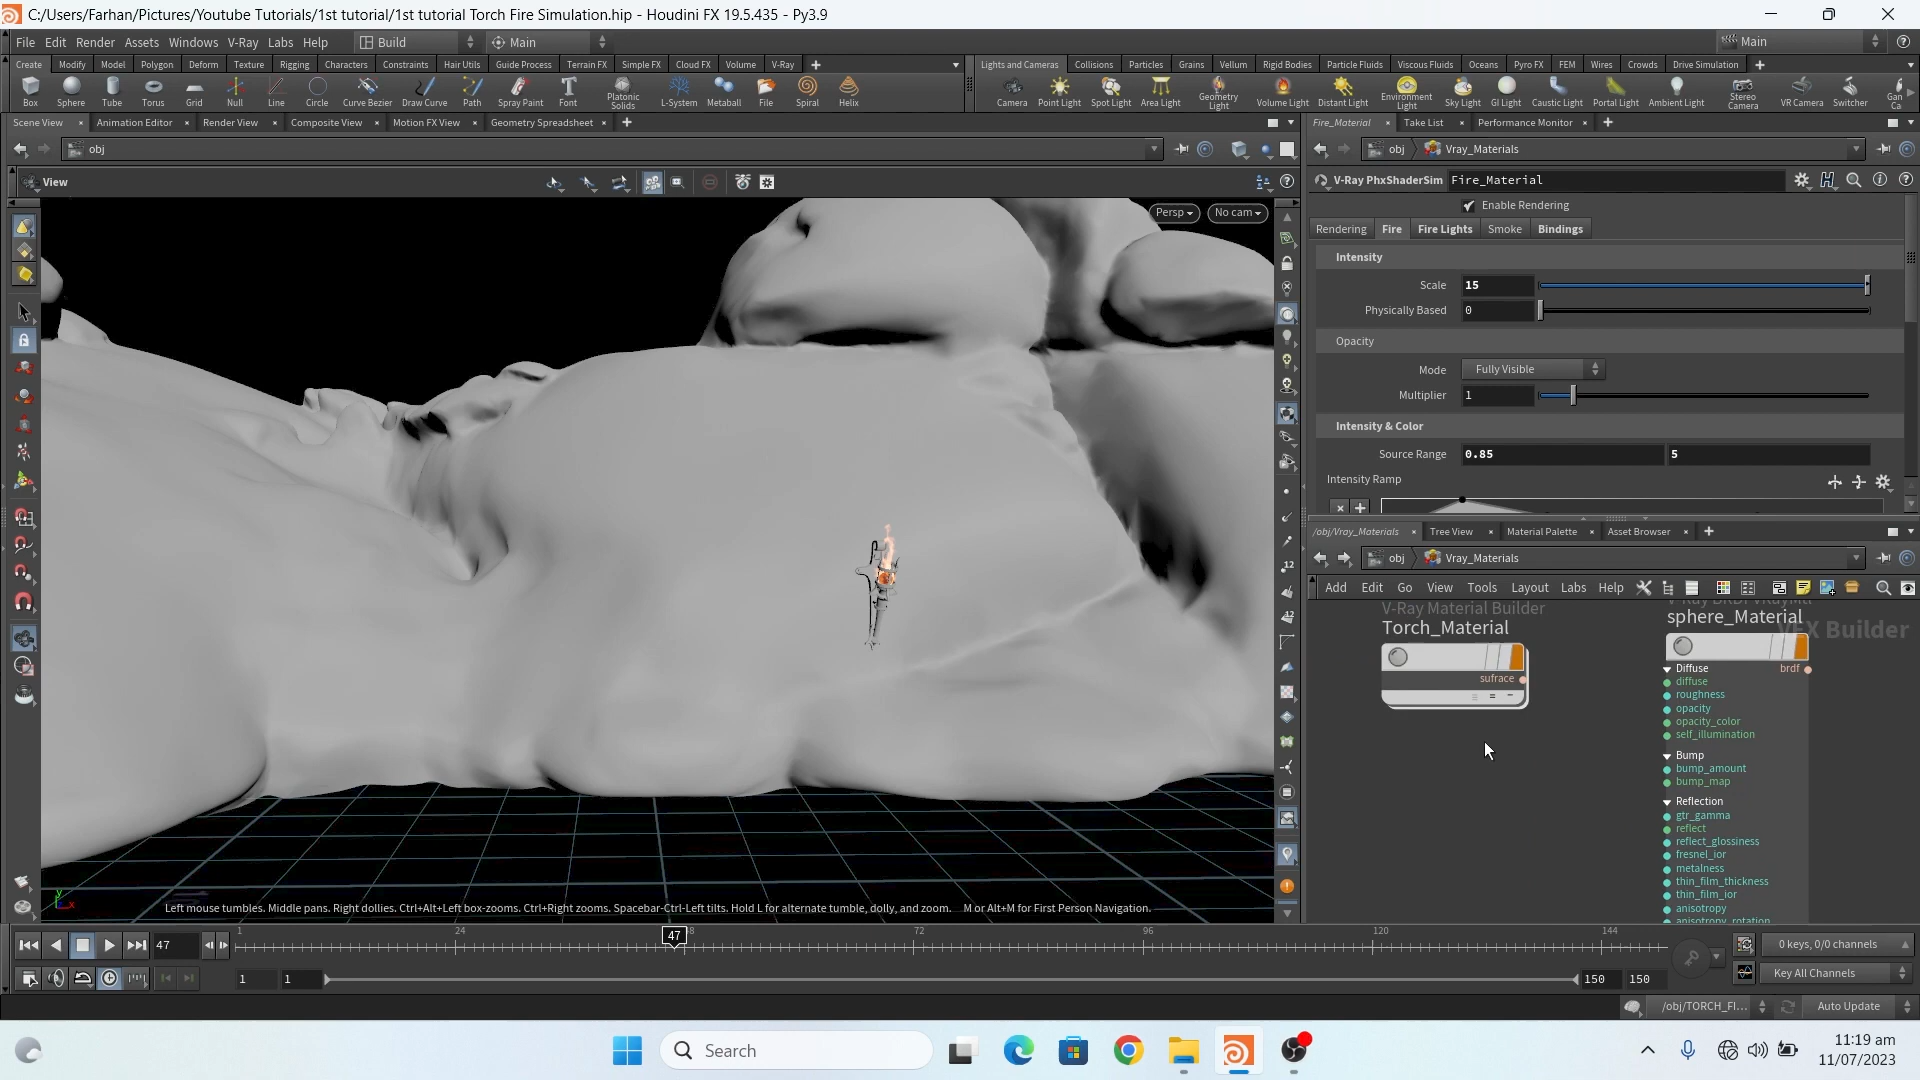 C:/Users/Farhan/Pictures/Youtube Tutorials/1st tutorial/1st tutorial Torch Fire Simulation.hip - Houdini FX 19.5.435 - Py3.9
File Edit Render Assets Windows V-Ray Labs Help Build Main Main
Create Modify Model Polygon Deform Texture Rigging Characters Constraints Hair Utils Guide Process Terrain FX Simple FX Cloud FX Volume V-Ray
Lights and Cameras Collisions Particles Grains Vellum Rigid Bodies Particle Fluids Viscous Fluids Oceans Pyro FX FEM Wires Crowds Drive Simulation
Box Sphere Tube Torus Grid Null Line Circle Curve Bezier Draw Curve Path Spray Paint Font Platonic Solids L-System Metaball File Spiral Helix
Camera Point Light Spot Light Area Light Geometry Light Volume Light Distant Light Environment Light Sky Light GI Light Caustic Light Portal Light Ambient Light Stereo Camera VR Camera Switcher
Scene View Animation Editor Render View Composite View Motion FX View Geometry Spreadsheet
Fire_Material Take List Performance Monitor
obj
obj Vray_Materials
View
V-Ray PhxShaderSim Fire_Material
Persp No cam
Enable Rendering
Rendering Fire Fire Lights Smoke Bindings
Intensity
Scale 15
Physically Based 0
Opacity
Mode Fully Visible
Multiplier 1
Intensity & Color
Source Range 0.85 5
Intensity Ramp
/obj/Vray_Materials Tree View Material Palette Asset Browser
obj Vray_Materials
Add Edit Go View Tools Layout Labs Help
V-Ray Material Builder
Torch_Material
sufrace
sphere_Material
VEX Builder
Diffuse brdf
diffuse
roughness
opacity
opacity_color
self_illumination
Bump
bump_amount
bump_map
Reflection
gtr_gamma
reflect
reflect_glossiness
fresnel_ior
metalness
thin_film_thickness
thin_film_ior
anisotropy
anisotropy_rotation
Left mouse tumbles. Middle pans. Right dollies. Ctrl+Alt+Left box-zooms. Ctrl+Right zooms. Spacebar-Ctrl-Left tilts. Hold L for alternate tumble, dolly, and zoom. M or Alt+M for First Person Navigation.
47 1 24 47 72 96 120 144
0 keys, 0/0 channels
1 1 150 150
Key All Channels
/obj/TORCH_FI... Auto Update
Search
11:19 am
11/07/2023